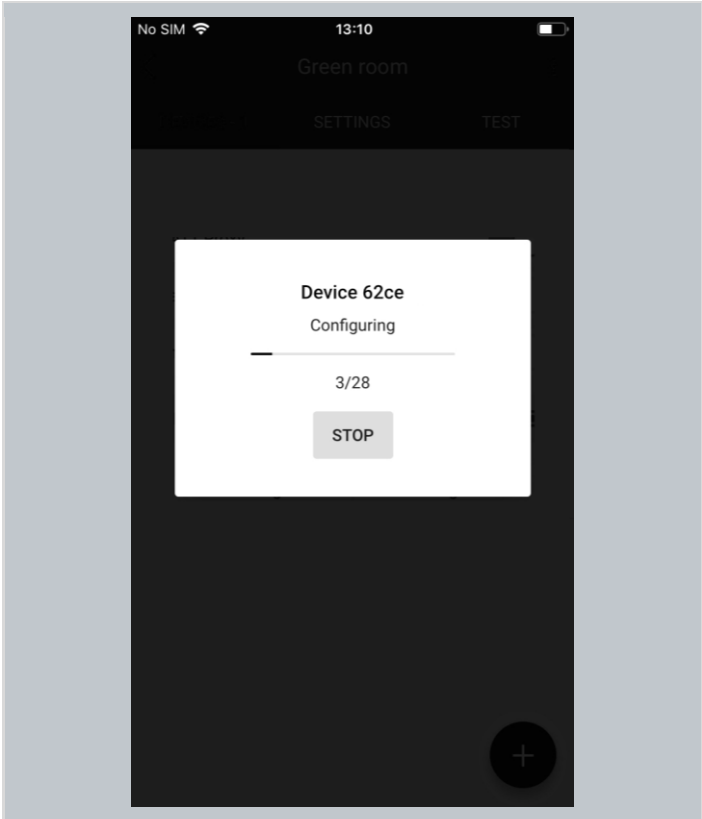 No SIM 13:10
Green room
SETTINGS TEST
Device 62ce
Configuring
3/28
STOP
+